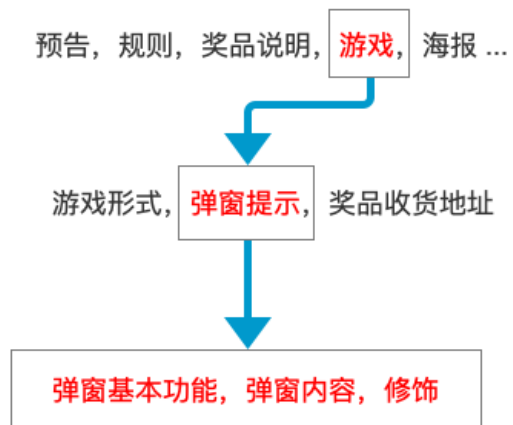 预告，规则，奖品说明，游戏，海报 ...
游戏形式，弹窗提示，奖品收货地址
弹窗基本功能，弹窗内容，修饰